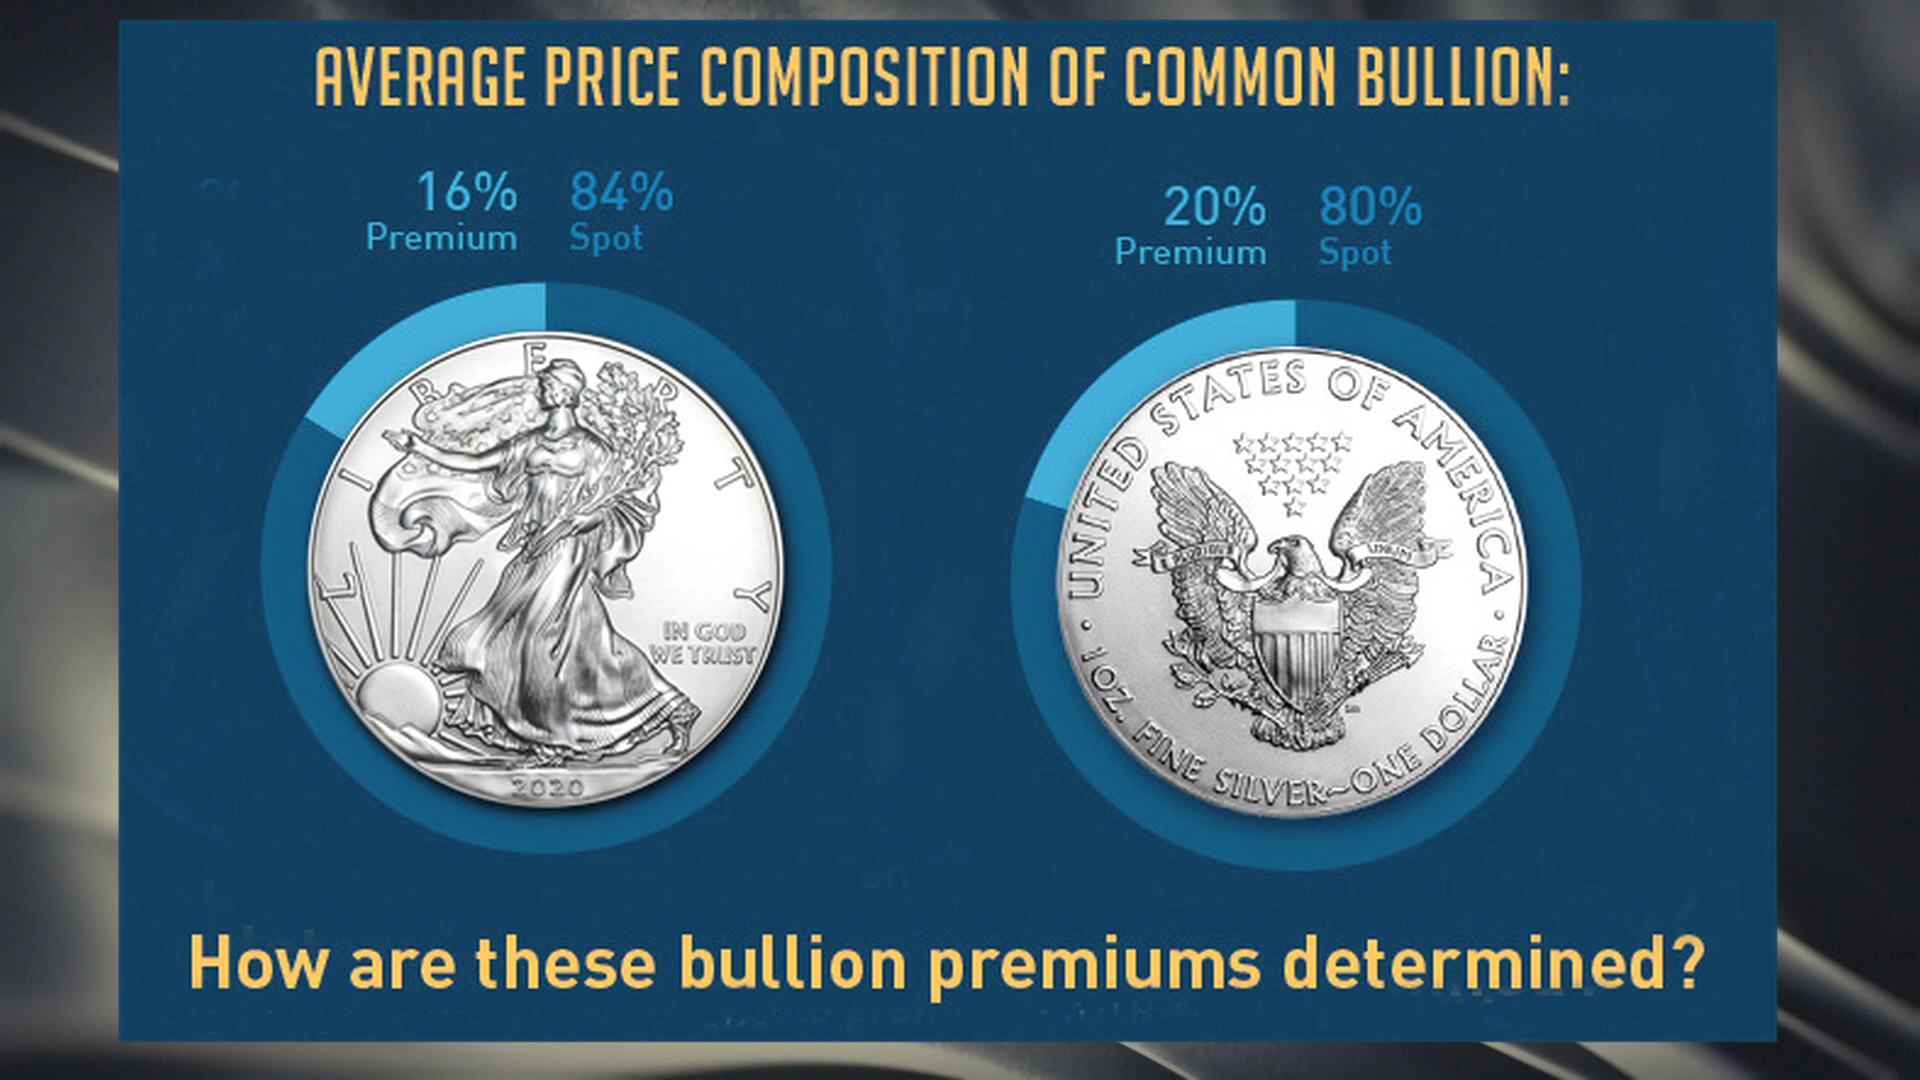 AVERAGE PRICE COMPOSITION OF COMMON BULLION:
16% 84%
Premium Spot
20% 80%
Premium Spot
LIBERTY
IN GOD
WE TRUST
2020
UNITED STATES OF AMERICA
1 OZ. FINE SILVER~ONE DOLLAR
How are these bullion premiums determined?